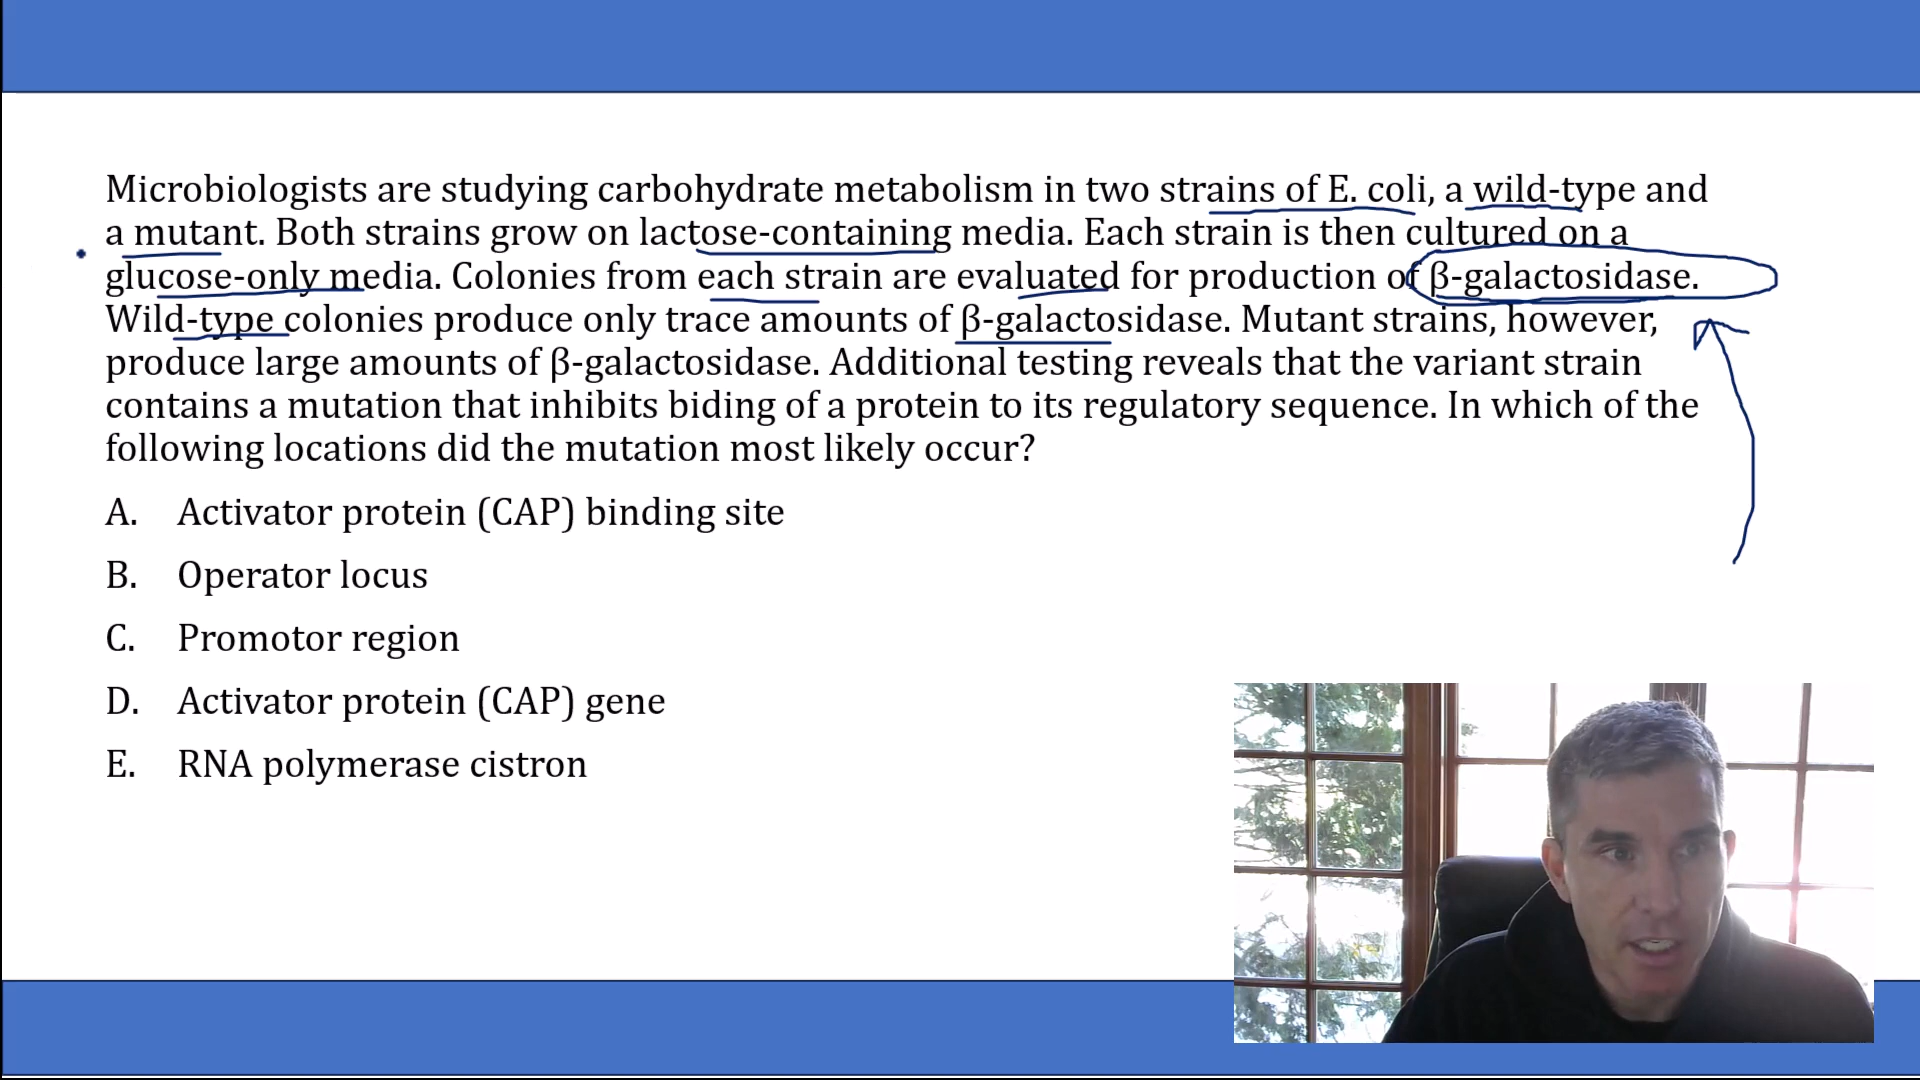 Microbiologists are studying carbohydrate metabolism in two strains of E. coli, a wild-type and
a mutant. Both strains grow on lactose-containing media. Each strain is then cultured on a
glucose-only media. Colonies from each strain are evaluated for production of β-galactosidase.
Wild-type colonies produce only trace amounts of β-galactosidase. Mutant strains, however,
produce large amounts of β-galactosidase. Additional testing reveals that the variant strain
contains a mutation that inhibits biding of a protein to its regulatory sequence. In which of the
following locations did the mutation most likely occur?
A. Activator protein (CAP) binding site
B. Operator locus
C. Promotor region
D. Activator protein (CAP) gene
E. RNA polymerase cistron